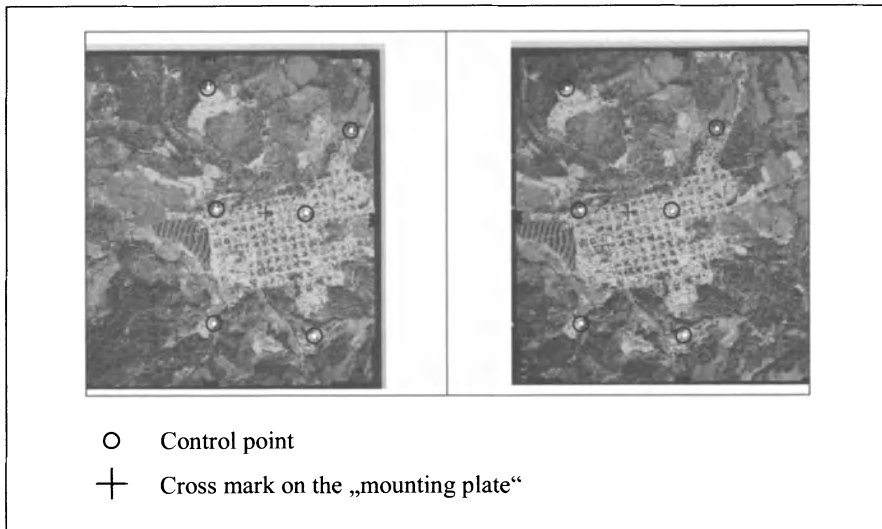 Control point
Cross mark on the „mounting plate“